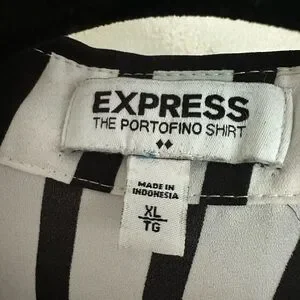 EXPRESS
THE PORTOFINO SHIRT
MADE IN
INDONESIA
XL
TG